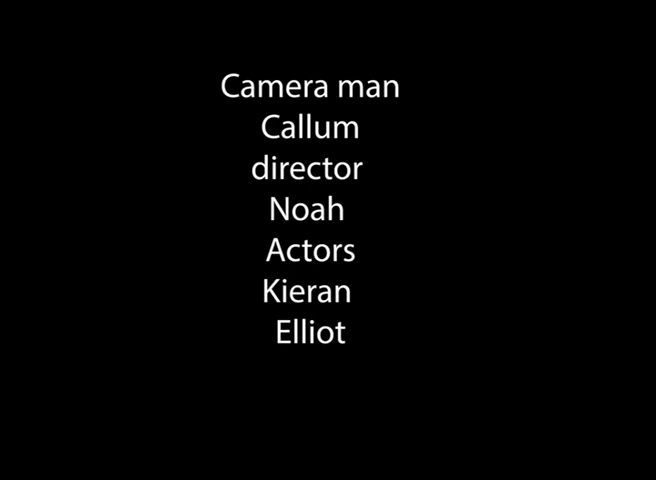 Camera man
Callum
director
Noah
Actors
Kieran
Elliot